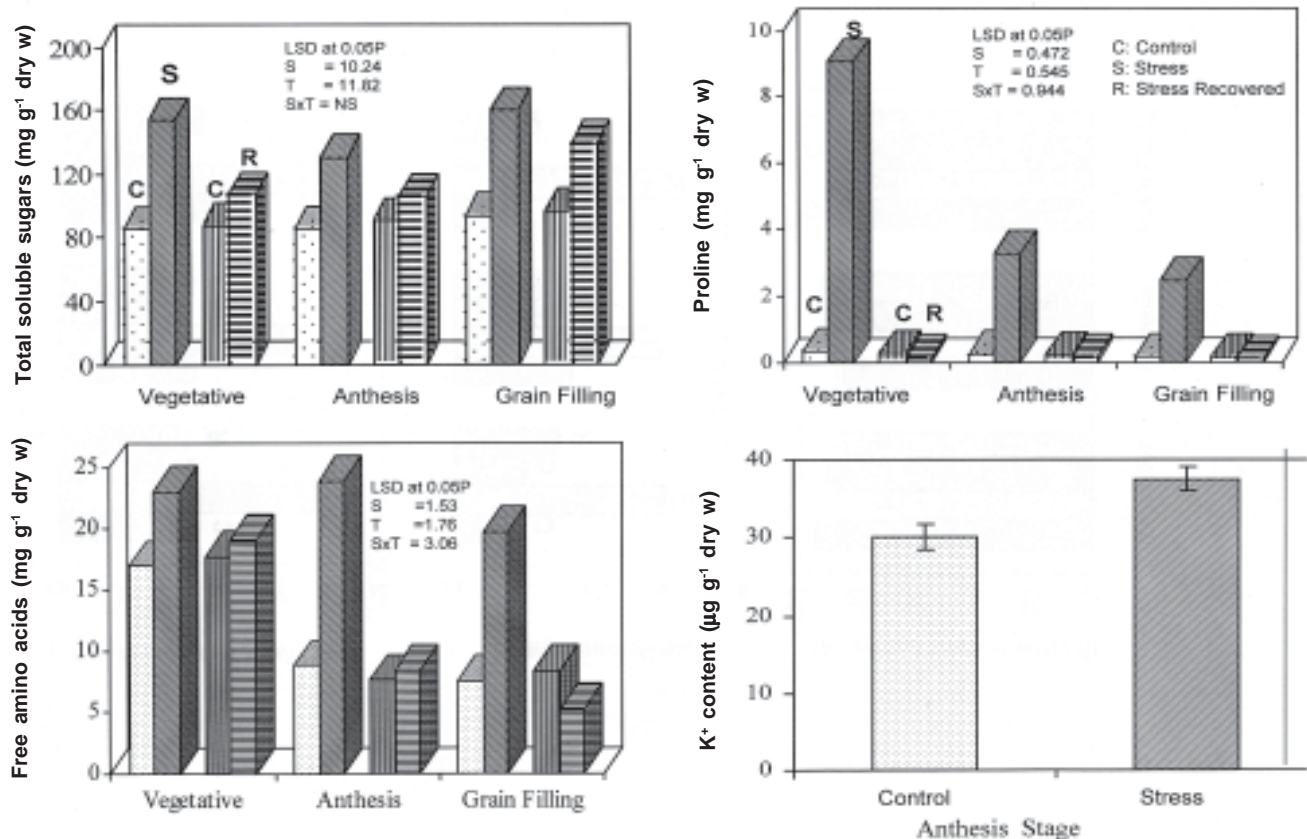 Total soluble sugars (mg g⁻¹ dry w)
200
160
120
80
40
0
LSD at 0.05P
S = 10.24
T = 11.82
SxT = NS
S
C
C
R
Vegetative Anthesis Grain Filling
Proline (mg g⁻¹ dry w)
10
8
6
4
2
0
LSD at 0.05P
S = 0.472
T = 0.545
SxT = 0.944
C: Control
S: Stress
R: Stress Recovered
S
C
C R
Vegetative Anthesis Grain Filling
Free amino acids (mg g⁻¹ dry w)
25
20
15
10
5
0
LSD at 0.05P
S =1.53
T =1.76
SxT = 3.06
Vegetative Anthesis Grain Filling
K⁺ content (µg g⁻¹ dry w)
40
30
20
10
0
Control Stress
Anthesis Stage